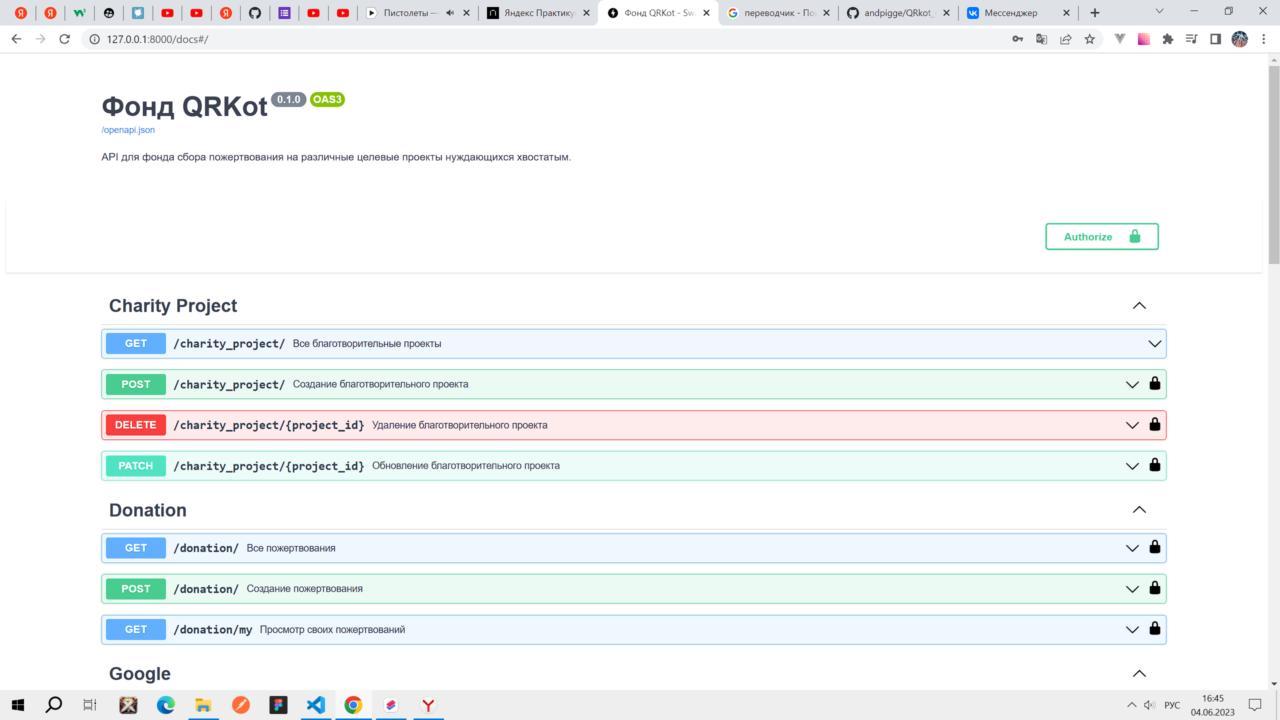 Пистолеты —
Яндекс Практику
Фонд QRKot - Sw
переводчик - По
andpigge/QRkot_
Мессенджер
127.0.0.1:8000/docs#/
Фонд QRKot 0.1.0 OAS3
/openapi.json
API для фонда сбора пожертвования на различные целевые проекты нуждающихся хвостатым.
Authorize
Charity Project
GET /charity_project/ Все благотворительные проекты
POST /charity_project/ Создание благотворительного проекта
DELETE /charity_project/{project_id} Удаление благотворительного проекта
PATCH /charity_project/{project_id} Обновление благотворительного проекта
Donation
GET /donation/ Все пожертвования
POST /donation/ Создание пожертвования
GET /donation/my Просмотр своих пожертвований
Google
РУС
16:45
04.06.2023